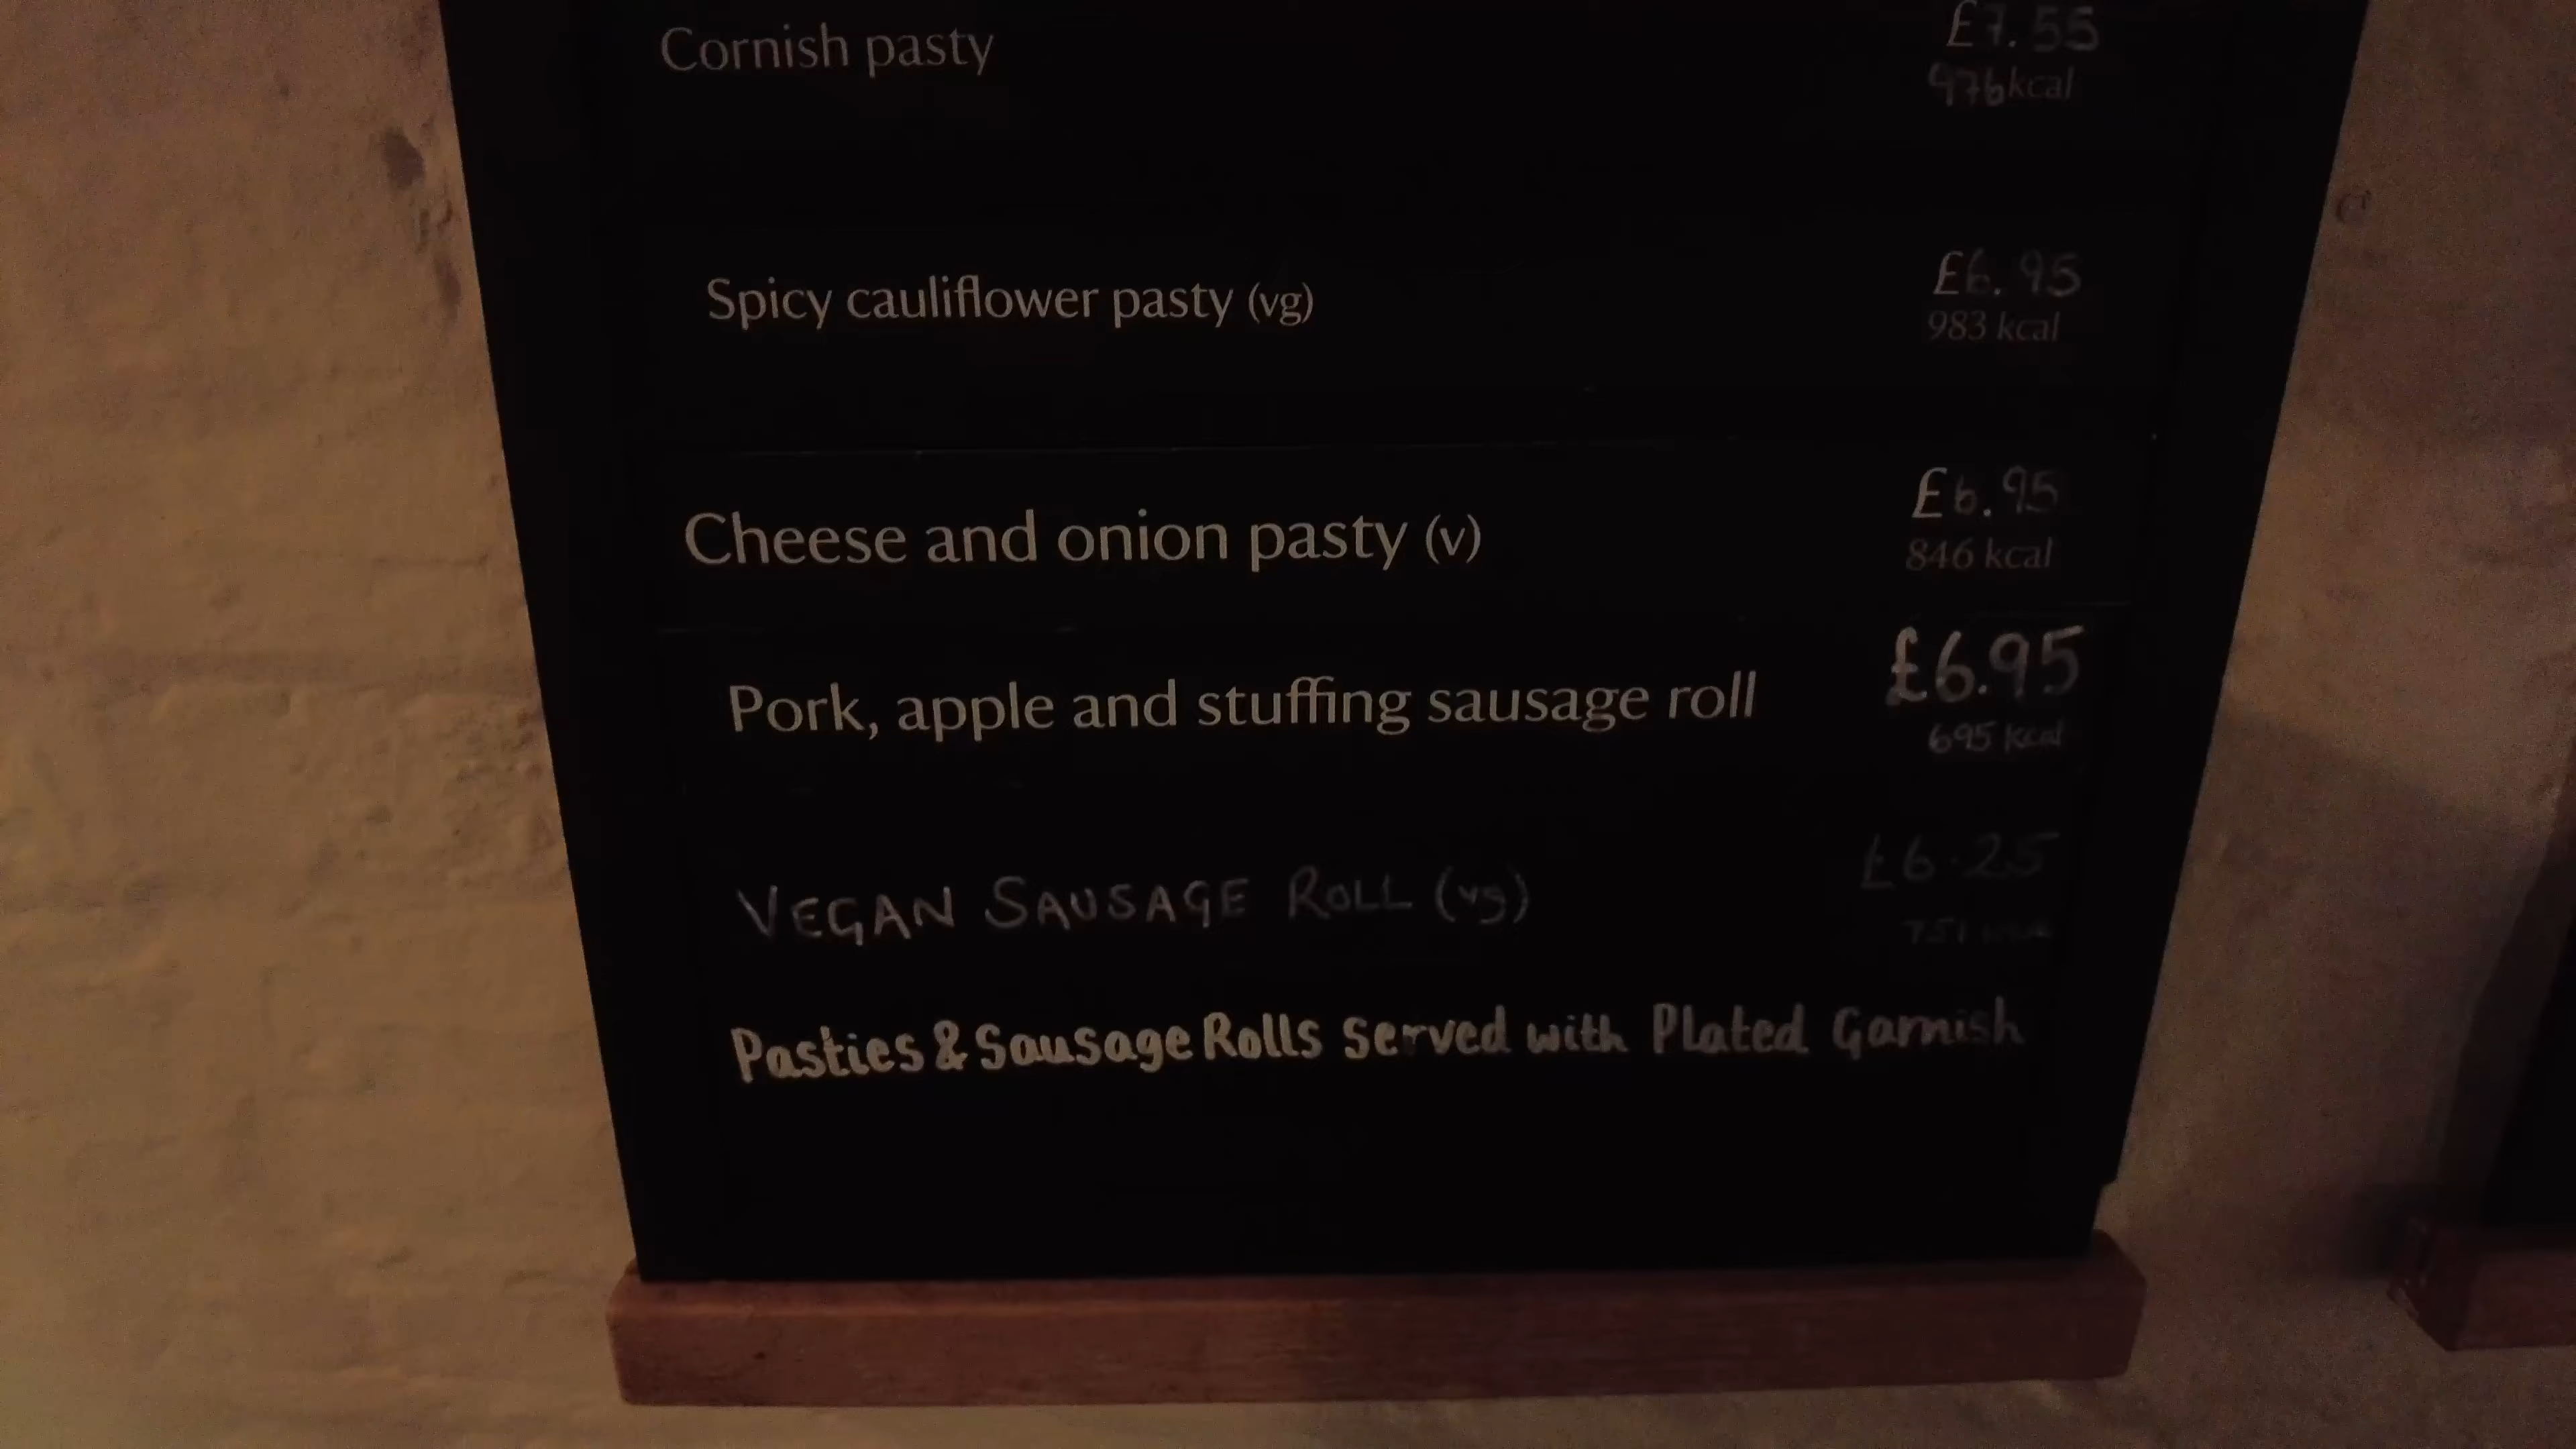 Cornish pasty £7.55
976kcal
Spicy cauliflower pasty (vg) £6.95
983 kcal
Cheese and onion pasty (v) £6.95
846 kcal
Pork, apple and stuffing sausage roll £6.95
695 kcal
VEGAN SAUSAGE ROLL (vg) £6.25
751
Pasties & Sausage Rolls Served with Plated Garnish